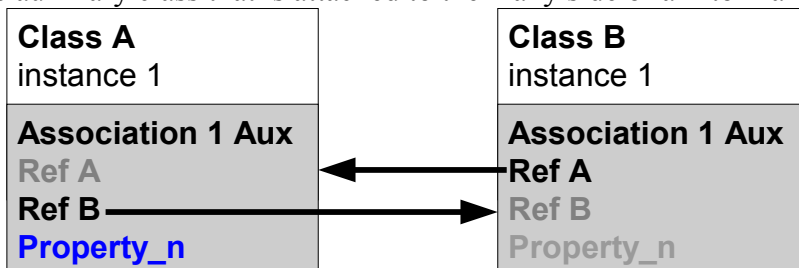 Class A
instance 1
Association 1 Aux
Ref A
Ref B
Property_n
Class B
instance 1
Association 1 Aux
Ref A
Ref B
Property_n